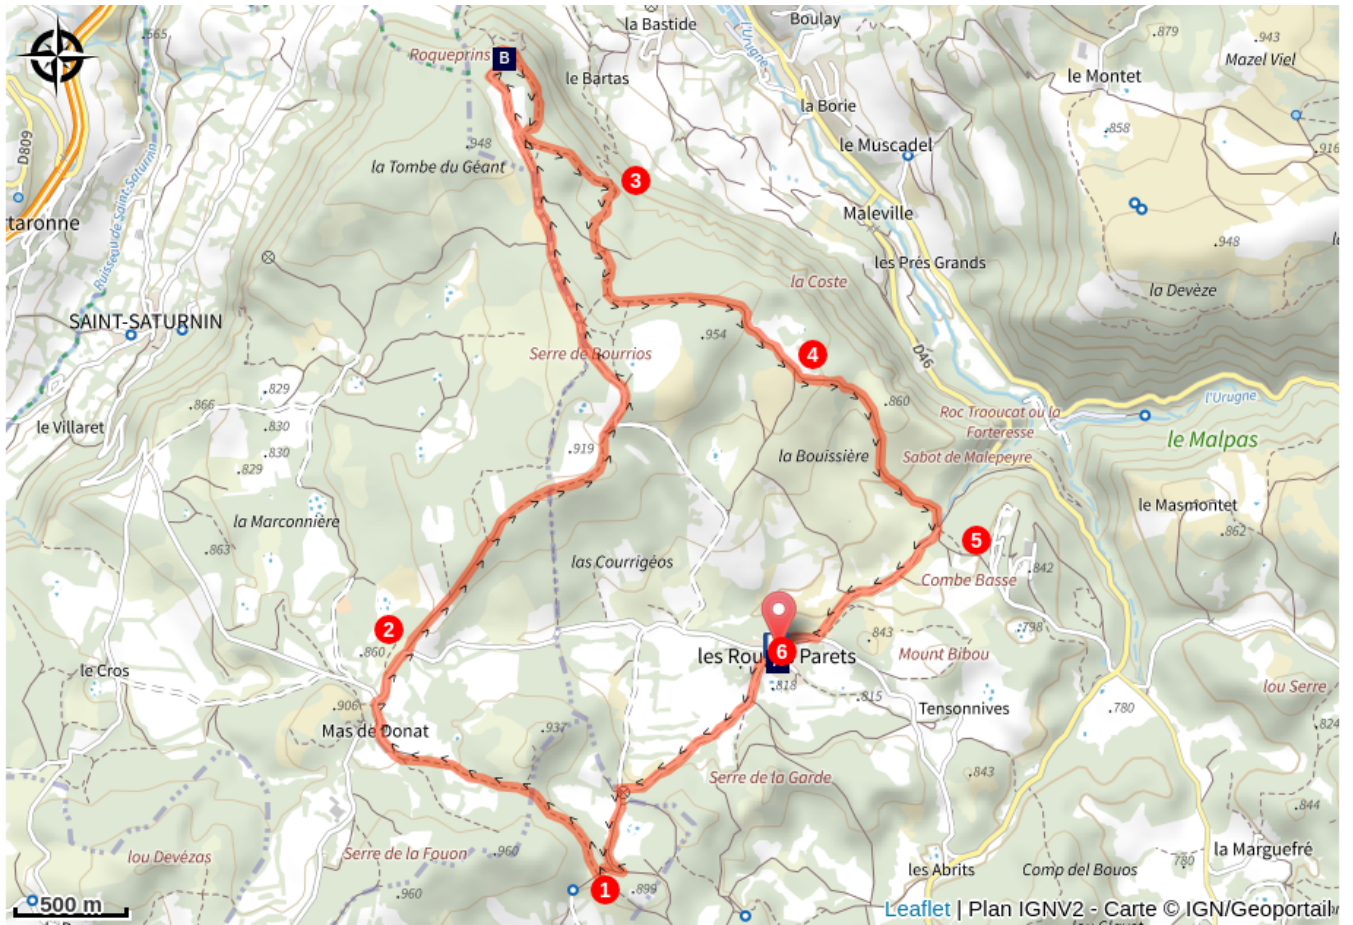 la Bastide
Boulay
.565
l'Urugne
.879
.943
Mazel Viel
Roqueprins
B
le Bartas
le Montet
la Borie
D809
.858
.948
la Tombe du Géant
le Muscadel
.916
3
Ruisseau de Saint-Saturnin
Maleville
taronne
.948
les Prés Grands
la Coste
la Devèze
SAINT-SATURNIN
.954
Serre de Bourrios
4
D46
.829
.866
.860
l'Urugne
Roc Traoucat ou la
Forteresse
le Villaret
.830
.919
le Malpas
.830
la Bouïssière
Sabot de Malepeyre
.829
le Masmontet
la Marconnière
.862
.863
5
las Courrigéos
.842
Combe Basse
2
.798
.843
.860
6
les Rou
Parets
Mount Bibou
le Cros
.818
.815
lou Serre
.906
Tensonnives
.780
.937
Mas de Donat
.824
Serre de la Garde
.843
.844
lou Devézas
Serre de la Fouon
.960
la Marguefré
780
les Abrits
Comp del Bouos
1
.899
.960
500 m
Leaflet | Plan IGNV2 - Carte © IGN/Geoportail